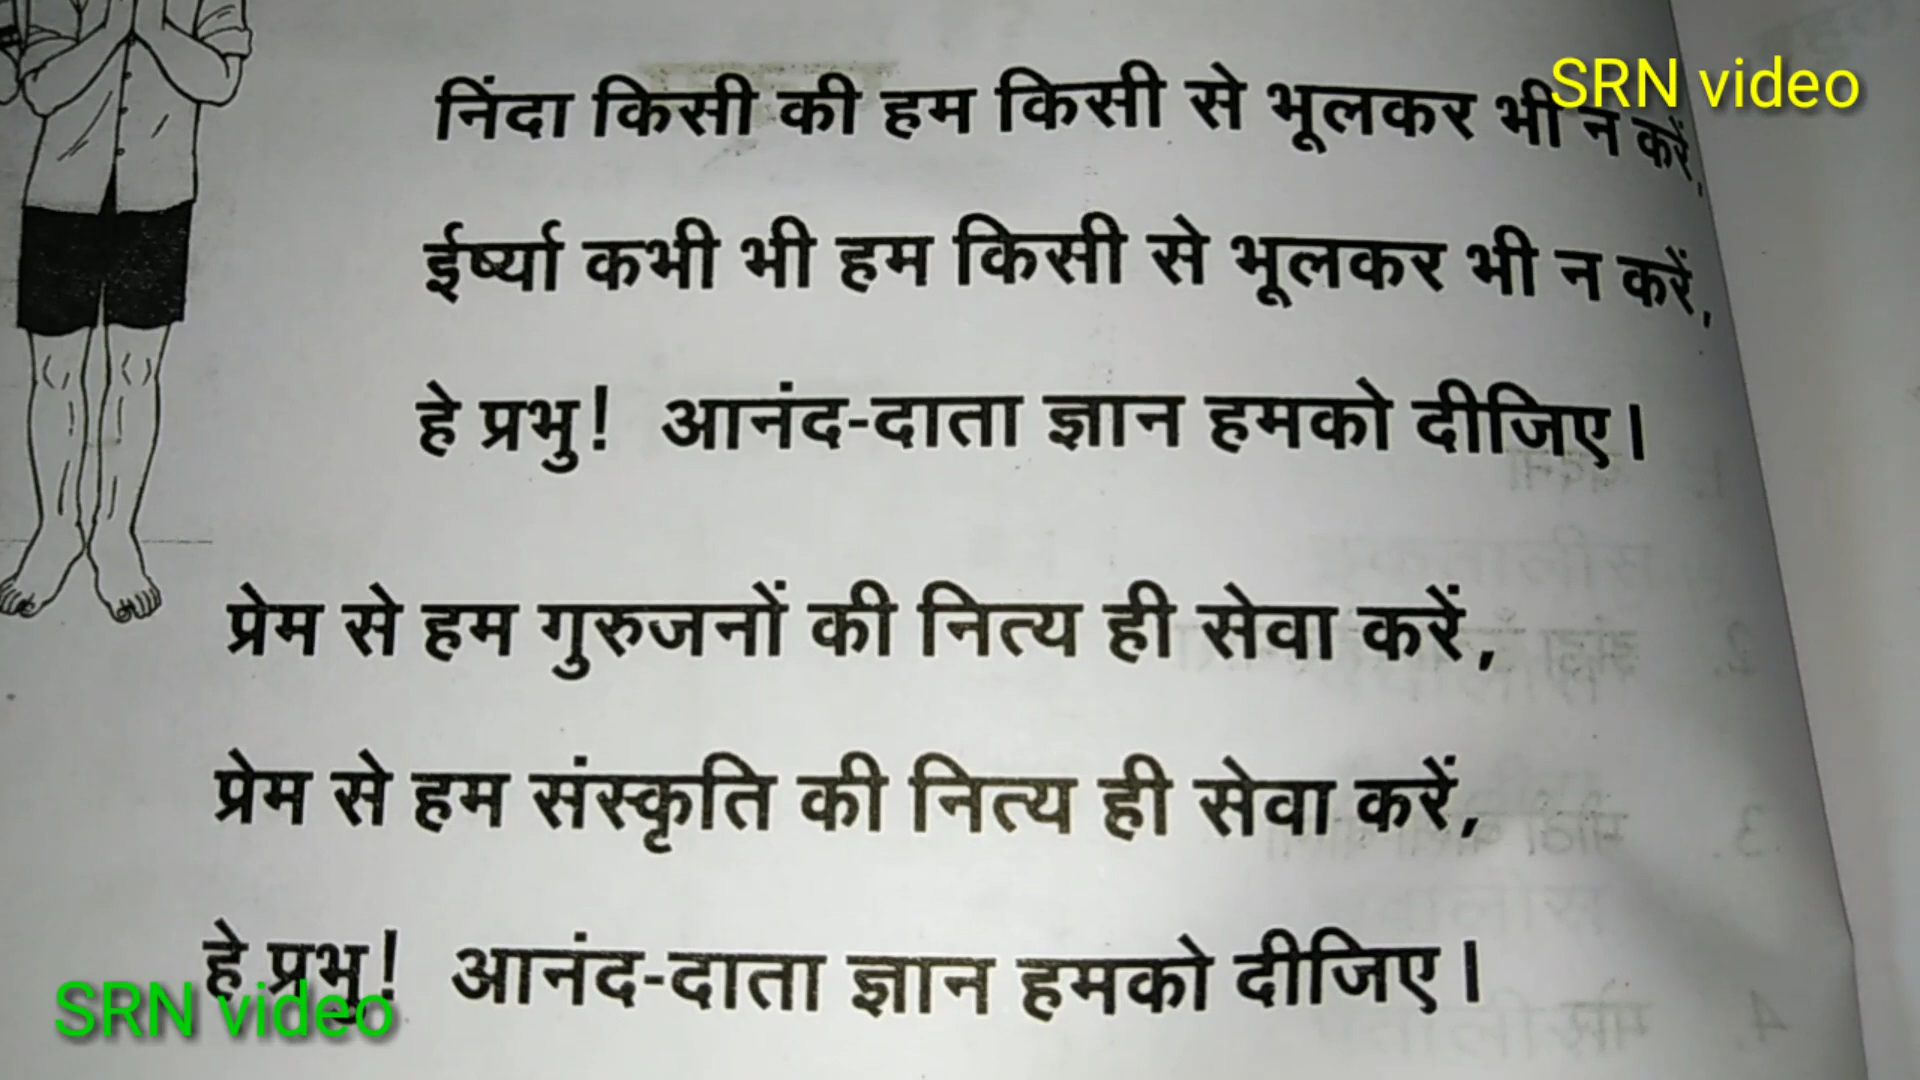 SRN video
निंदा किसी की हम किसी से भूलकर भी न करें,
ईर्ष्या कभी भी हम किसी से भूलकर भी न करें,
हे प्रभु! आनंद-दाता ज्ञान हमको दीजिए।
प्रेम से हम गुरुजनों की नित्य ही सेवा करें,
प्रेम से हम संस्कृति की नित्य ही सेवा करें,
हे प्रभु! आनंद-दाता ज्ञान हमको दीजिए।
SRN video